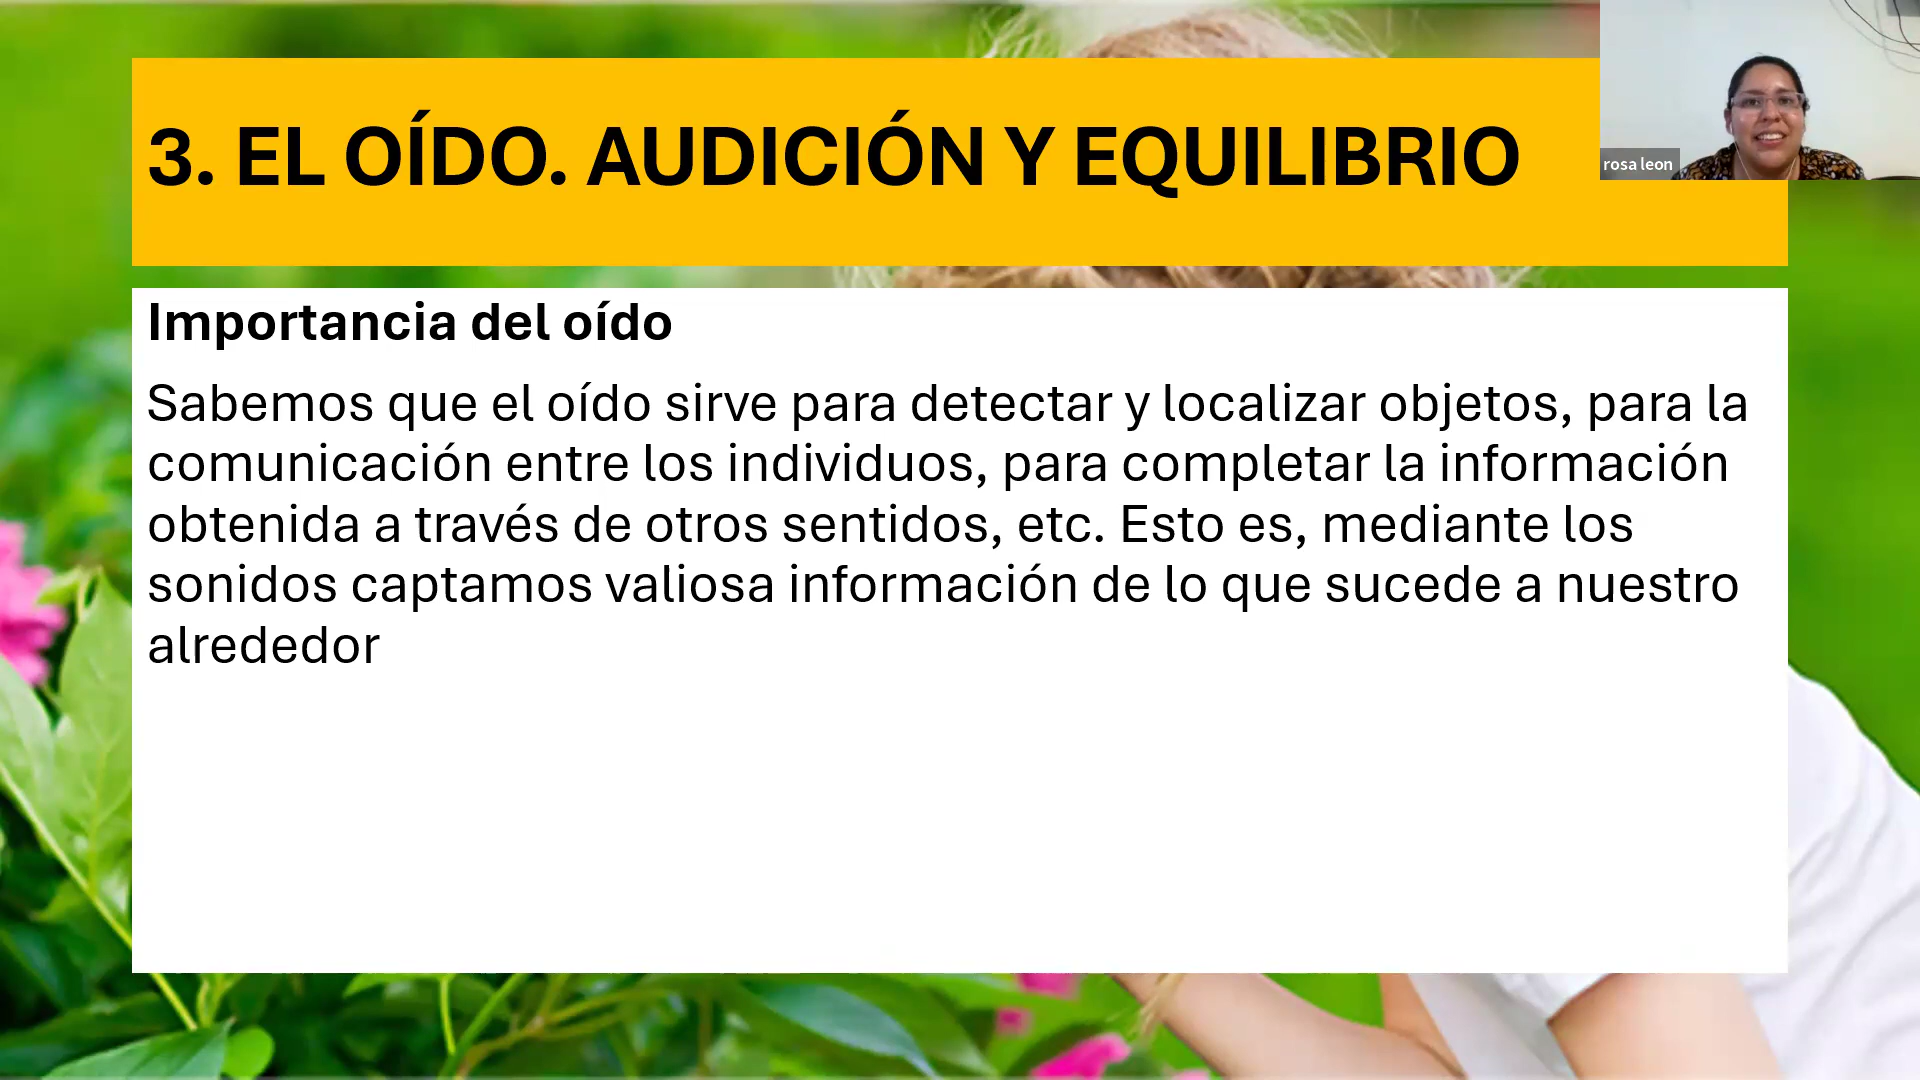 3. EL OÍDO. AUDICIÓN Y EQUILIBRIO
rosa leon
Importancia del oído
Sabemos que el oído sirve para detectar y localizar objetos, para la
comunicación entre los individuos, para completar la información
obtenida a través de otros sentidos, etc. Esto es, mediante los
sonidos captamos valiosa información de lo que sucede a nuestro
alrededor